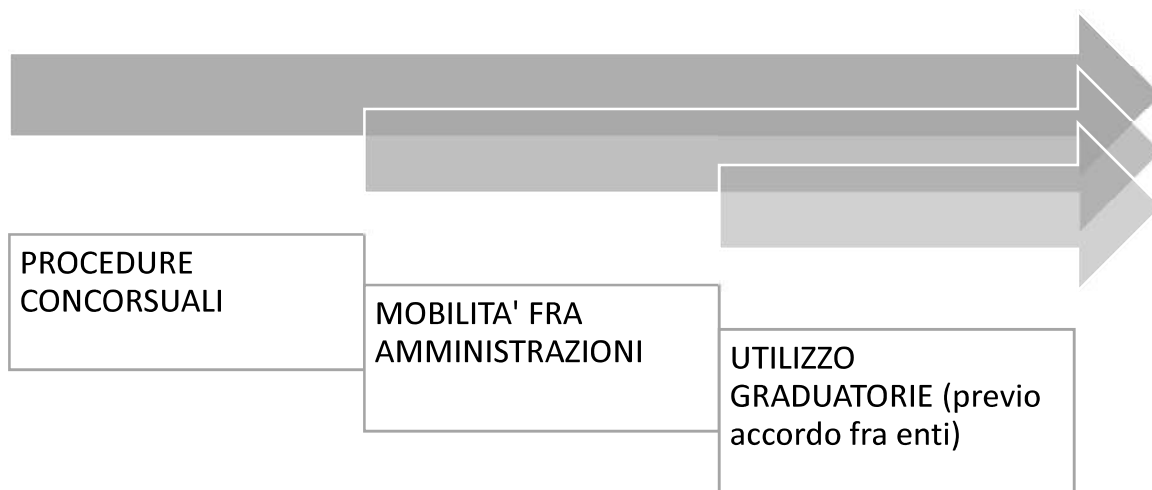 PROCEDURE
CONCORSUALI
MOBILITA' FRA
AMMINISTRAZIONI
UTILIZZO
GRADUATORIE (previo
accordo fra enti)